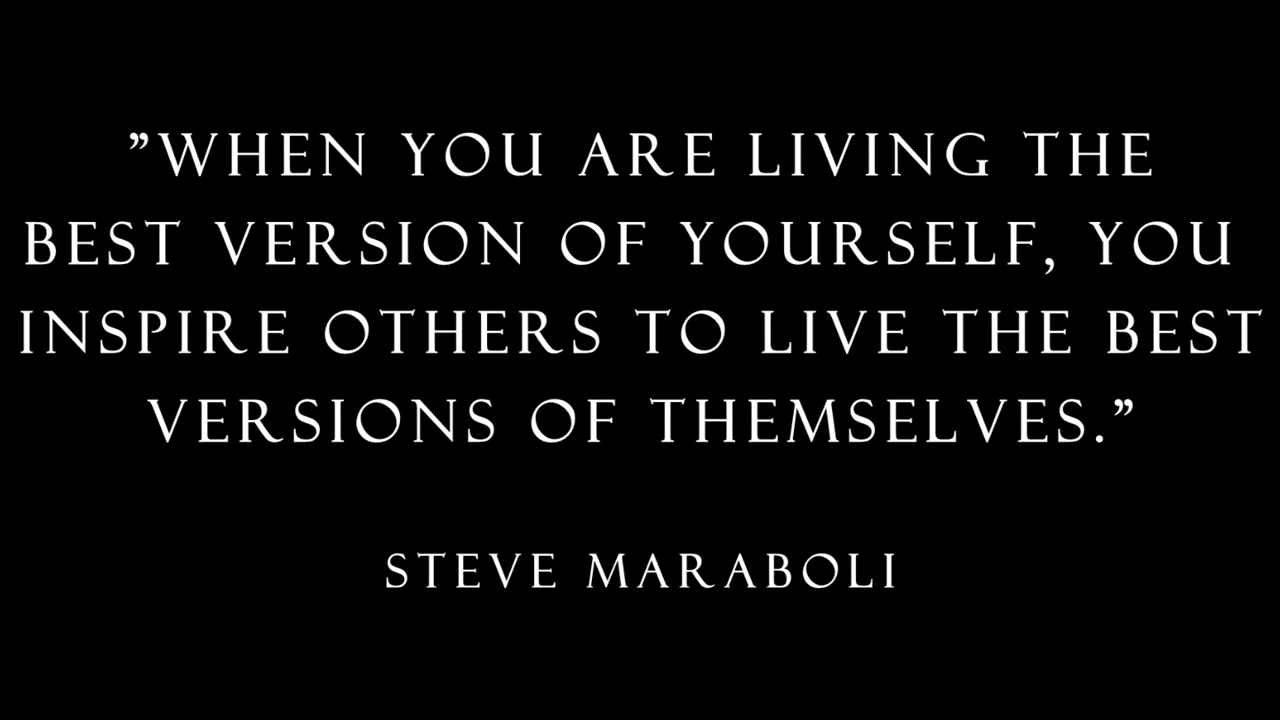 ”WHEN YOU ARE LIVING THE
BEST VERSION OF YOURSELF, YOU
INSPIRE OTHERS TO LIVE THE BEST
VERSIONS OF THEMSELVES.”
STEVE MARABOLI